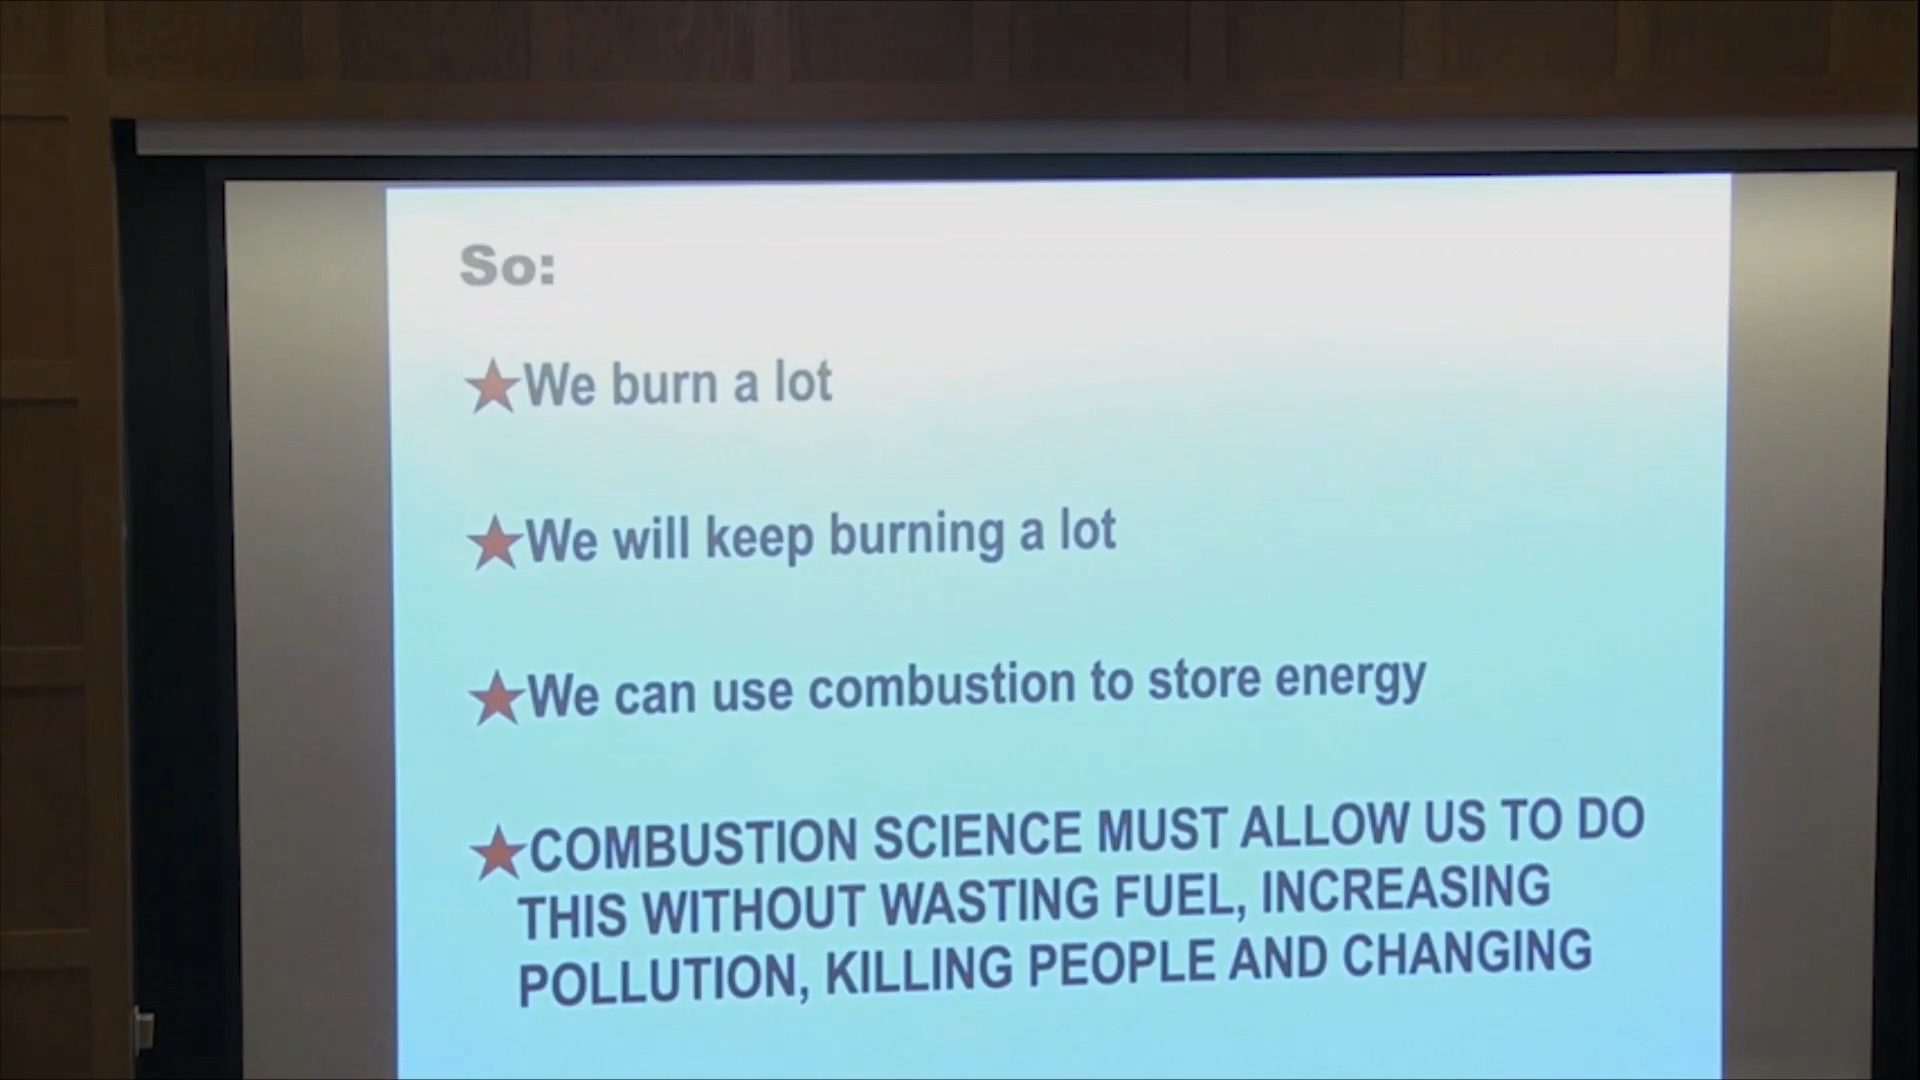 So:
We burn a lot
We will keep burning a lot
We can use combustion to store energy
COMBUSTION SCIENCE MUST ALLOW US TO DO
THIS WITHOUT WASTING FUEL, INCREASING
POLLUTION, KILLING PEOPLE AND CHANGING